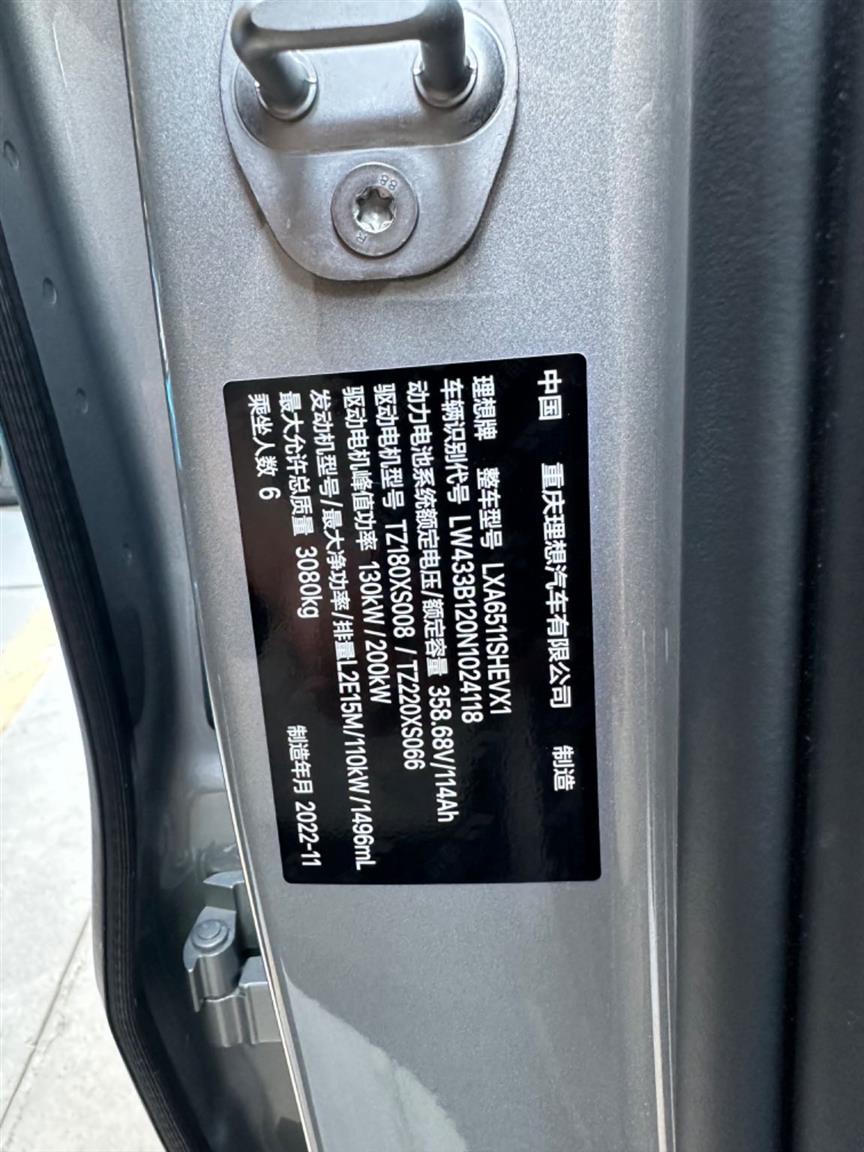 中国 重庆理想汽车有限公司 制造
理想牌 整车型号 LXA6511SHEVX1
车辆识别代号 LW433B120N1024118
动力电池系统额定电压/额定容量 358.68V/114Ah
驱动电机型号 TZ180XS008 / TZ220XS066
驱动电机峰值功率 130kW/200kW
发动机型号/最大净功率/排量L2E15M/110kW/1496mL
最大允许总质量 3080kg 制造年月 2022-11
乘坐人数 6